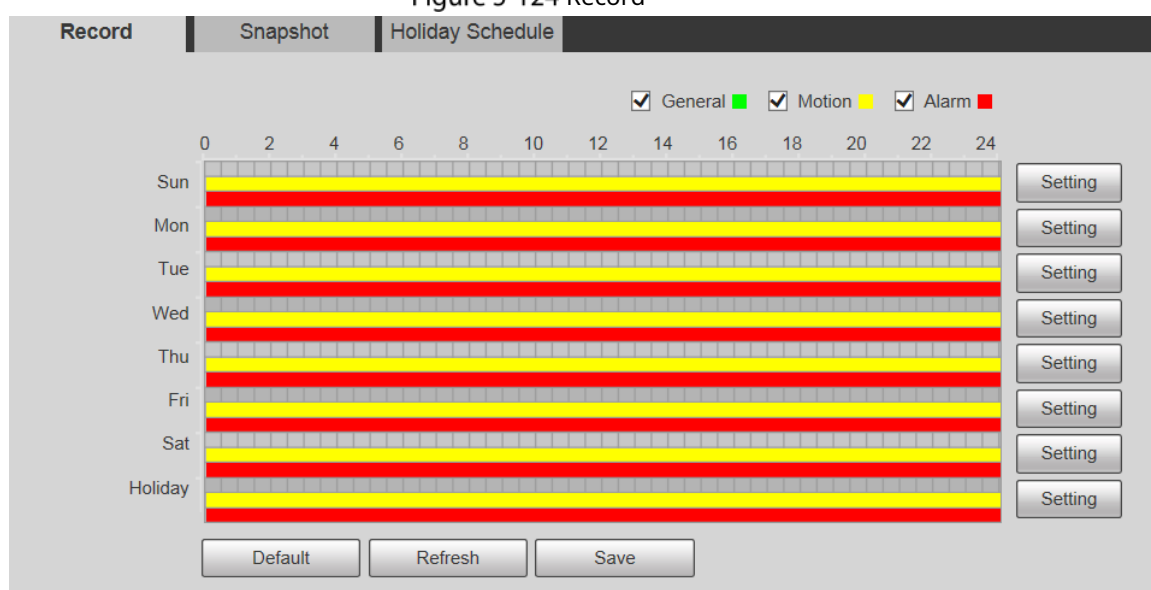 Figure 5-124 Record
Record Snapshot Holiday Schedule
General Motion Alarm
0 2 4 6 8 10 12 14 16 18 20 22 24
Sun Setting
Mon Setting
Tue Setting
Wed Setting
Thu Setting
Fri Setting
Sat Setting
Holiday Setting
Default Refresh Save